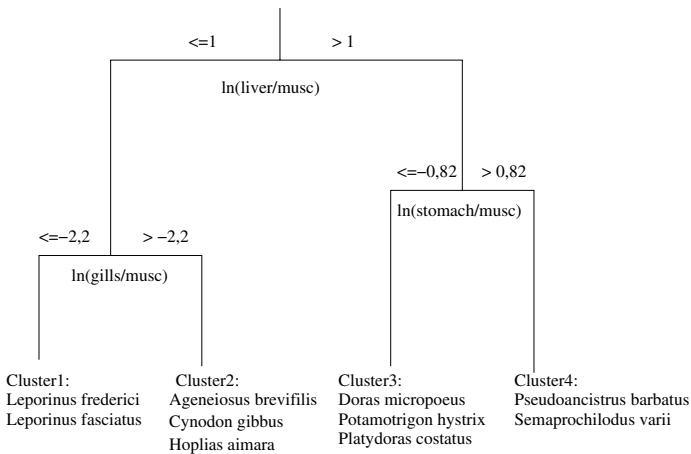 <=1 > 1
ln(liver/musc)
<=−0,82 > 0,82
ln(stomach/musc)
<=−2,2 > −2,2
ln(gills/musc)
Cluster1:
Leporinus frederici
Leporinus fasciatus
Cluster2:
Ageneiosus brevifilis
Cynodon gibbus
Hoplias aimara
Cluster3:
Doras micropoeus
Potamotrigon hystrix
Platydoras costatus
Cluster4:
Pseudoancistrus barbatus
Semaprochilodus varii